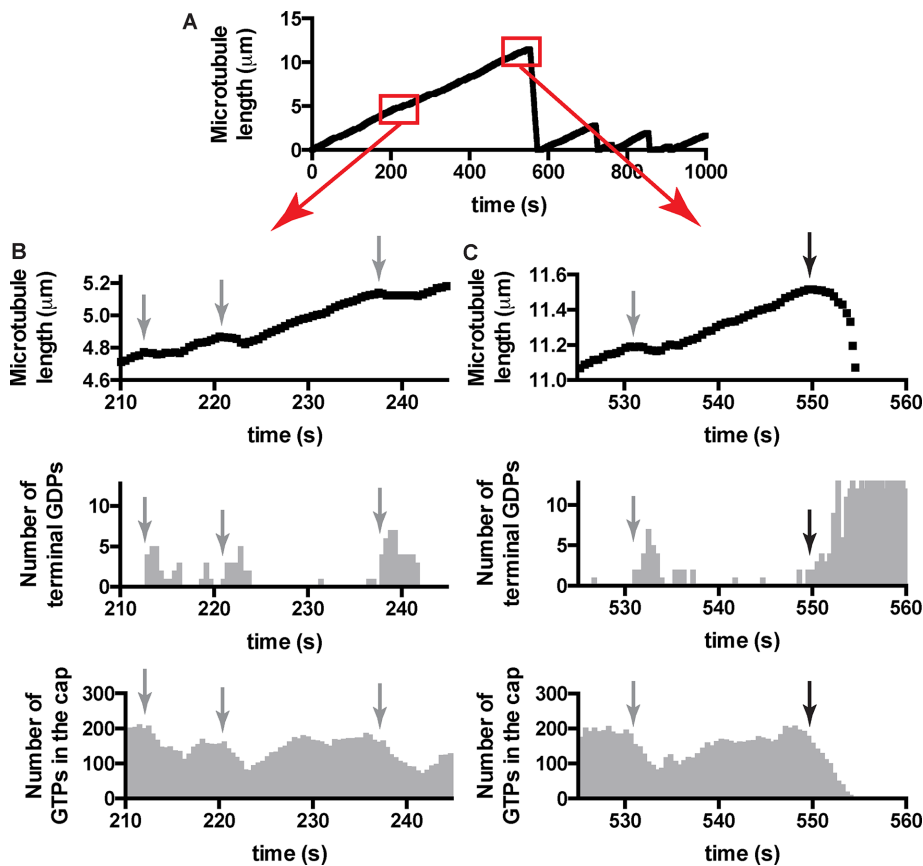 A
Microtubule
length (μm)
15
10
5
0
0 200 400 600 800 1000
time (s)
B
Microtubule
length (μm)
5.2
5.0
4.8
4.6
210 220 230 240
time (s)
C
Microtubule
length (μm)
11.6
11.4
11.2
11.0
530 540 550 560
time (s)
Number of
terminal GDPs
10
5
0
210 220 230 240
time (s)
Number of
terminal GDPs
10
5
0
530 540 550 560
time (s)
Number of
GTPs in the cap
300
200
100
0
210 220 230 240
time (s)
Number of
GTPs in the cap
300
200
100
0
530 540 550 560
time (s)